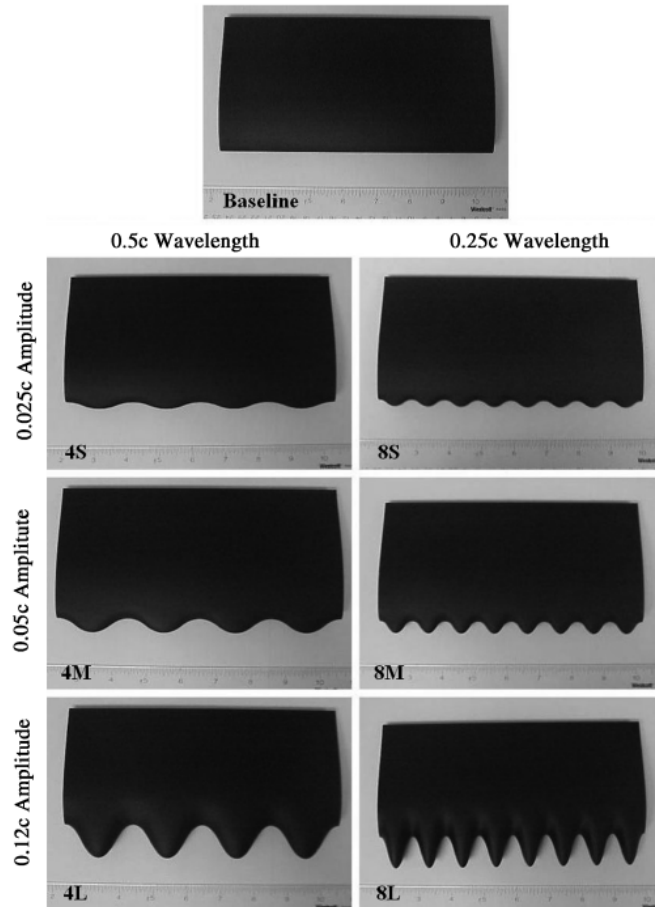 Baseline
0.5c Wavelength
0.25c Wavelength
0.025c Amplitude
4S
8S
0.05c Amplitute
4M
8M
0.12c Amplitude
4L
8L